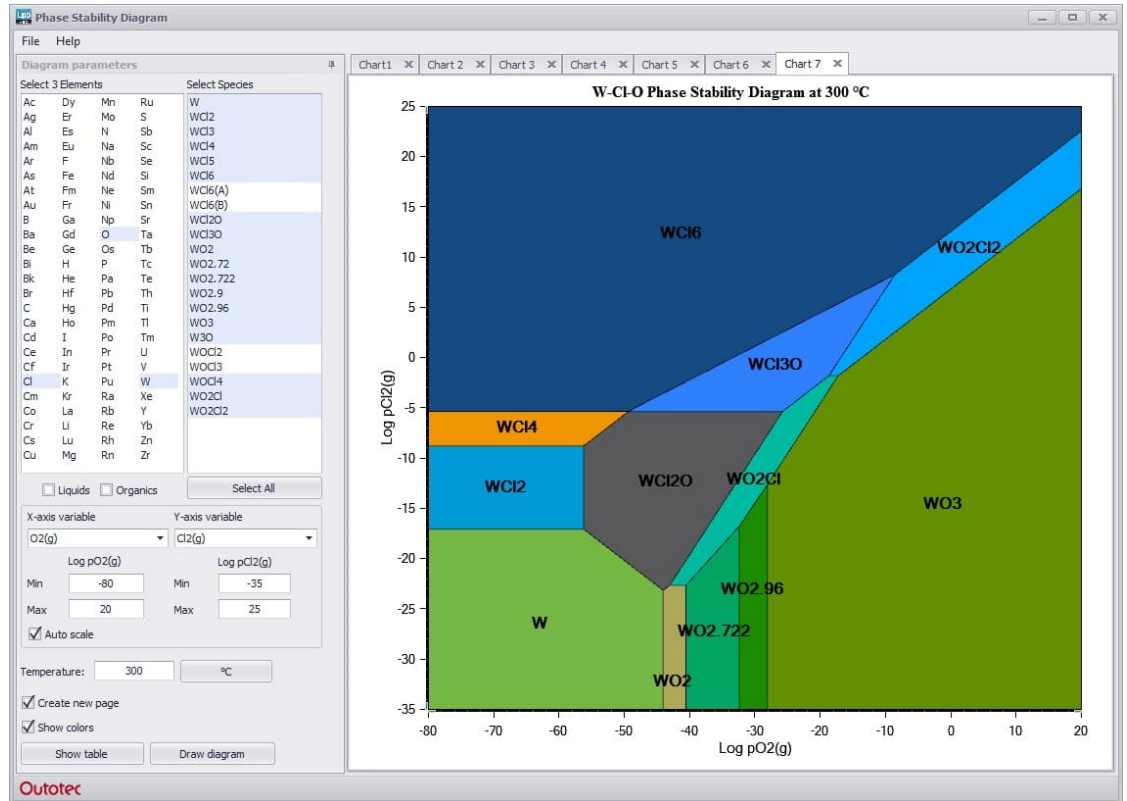 Phase Stability Diagram
File Help
Diagram parameters
Chart1 Chart 2 Chart 3 Chart 4 Chart 5 Chart 6 Chart 7
Select 3 Elements Select Species
Ac Dy Mn Ru W
Ag Er Mo S WCl2
Al Es N Sb WCl3
Am Eu Na Sc WCl4
Ar F Nb Se WCl5
As Fe Nd Si WCl6
At Fm Ne Sm WCl6(A)
Au Fr Ni Sn WCl6(B)
B Ga Np Sr WCl2O
Ba Gd O Ta WCl3O
Be Ge Os Tb WO2
Bi H P Tc WO2.72
Bk He Pa Te WO2.722
Br Hf Pb Th WO2.9
C Hg Pd Ti WO2.96
Ca Ho Pm Tl WO3
Cd I Po Tm W3O
Ce In Pr U WOCl2
Cf Ir Pt V WOCl3
Cl K Pu W WOCl4
Cm Kr Ra Xe WO2Cl
Co La Rb Y WO2Cl2
Cr Li Re Yb
Cs Lu Rh Zn
Cu Mg Rn Zr
Liquids Organics Select All
X-axis variable Y-axis variable
O2(g) Cl2(g)
Log pO2(g) Log pCl2(g)
Min -80 Min -35
Max 20 Max 25
Auto scale
Temperature: 300 °C
Create new page
Show colors
Show table Draw diagram
Outotec
W-Cl-O Phase Stability Diagram at 300 °C
25
20
15
10
5
0
-5
-10
-15
-20
-25
-30
-35
Log pCl2(g)
WCl6
WO2Cl2
WCl3O
WCl4
WCl2
WCl2O
WO2Cl
WO3
WO2.96
W
WO2.722
WO2
-80 -70 -60 -50 -40 -30 -20 -10 0 10 20
Log pO2(g)